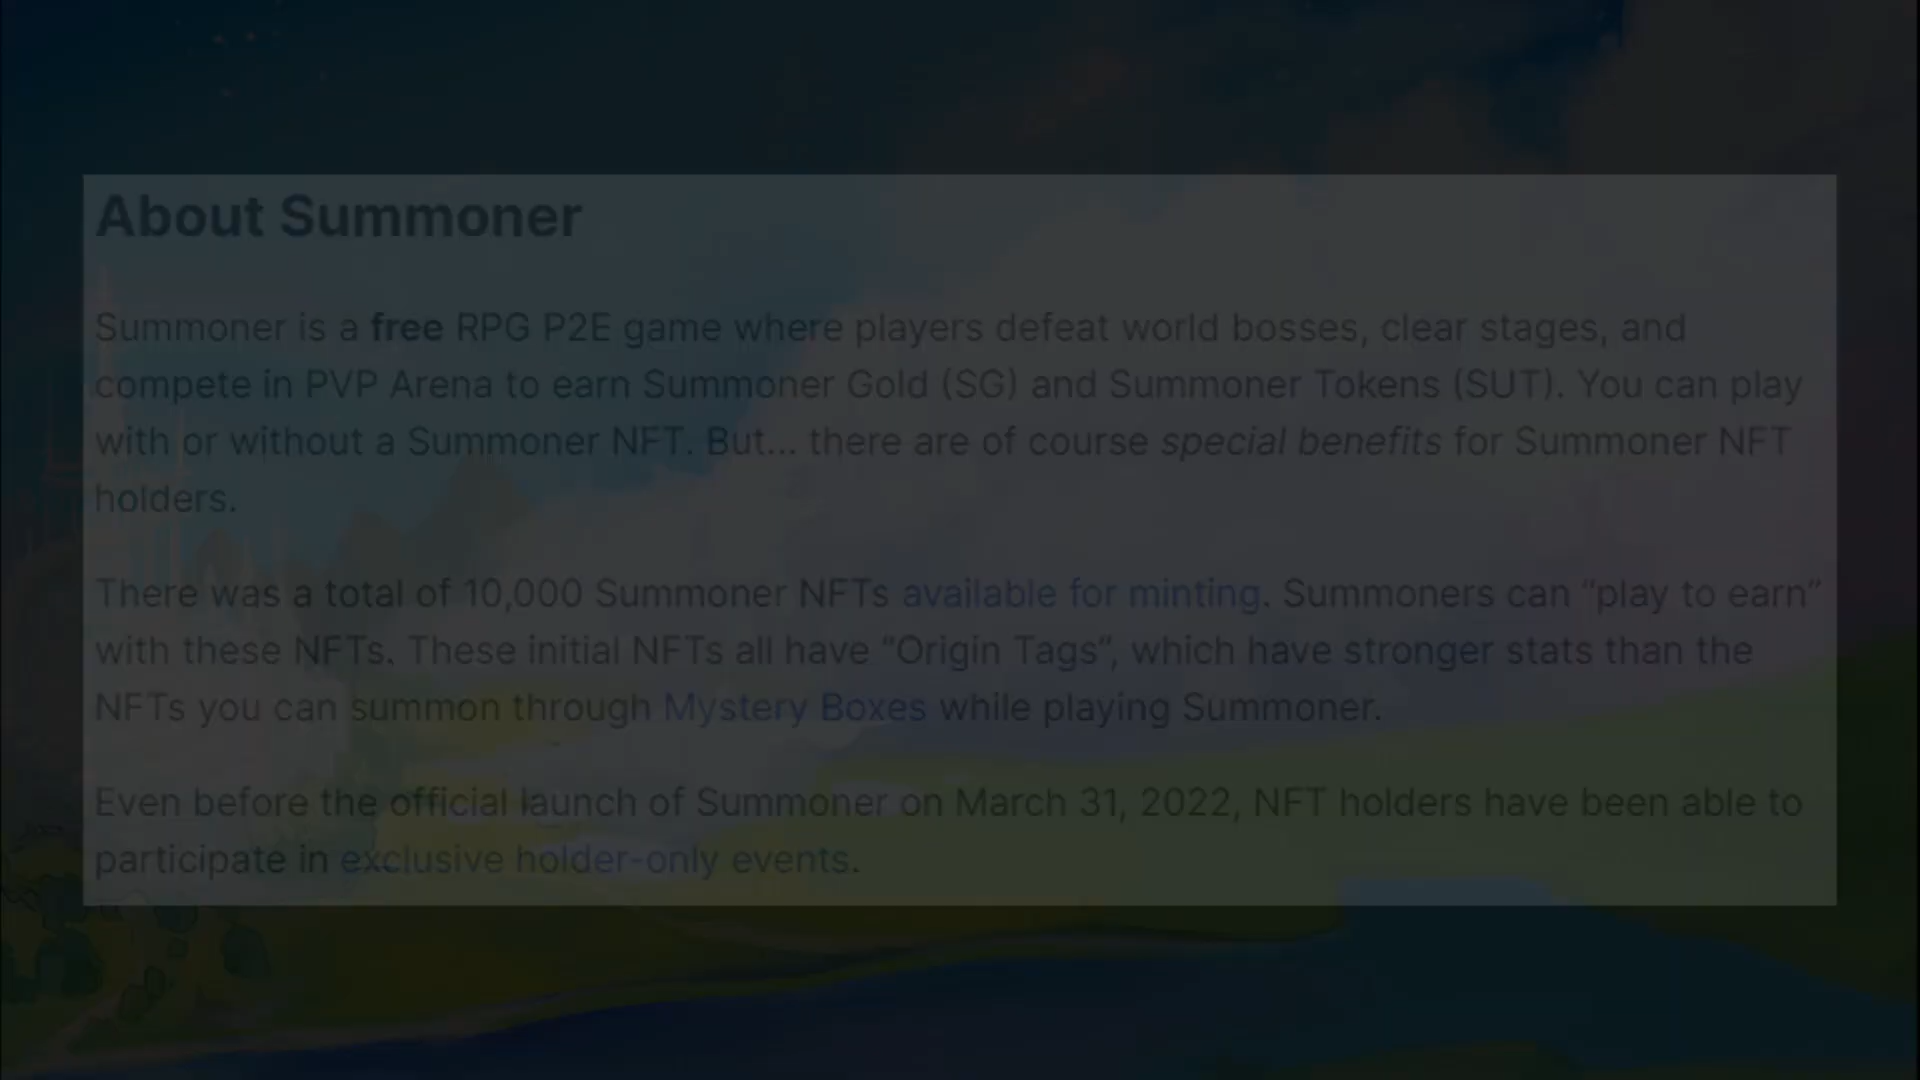 About Summoner
Summoner is a free RPG P2E game where players defeat world bosses, clear stages, and
compete in PVP Arena to earn Summoner Gold (SG) and Summoner Tokens (SUT). You can play
with or without a Summoner NFT. But... there are of course special benefits for Summoner NFT
holders.
There was a total of 10,000 Summoner NFTs available for minting. Summoners can “play to earn”
with these NFTs. These initial NFTs all have “Origin Tags“, which have stronger stats than the
NFTs you can summon through Mystery Boxes while playing Summoner.
Even before the official launch of Summoner on March 31, 2022, NFT holders have been able to
participate in exclusive holder-only events.